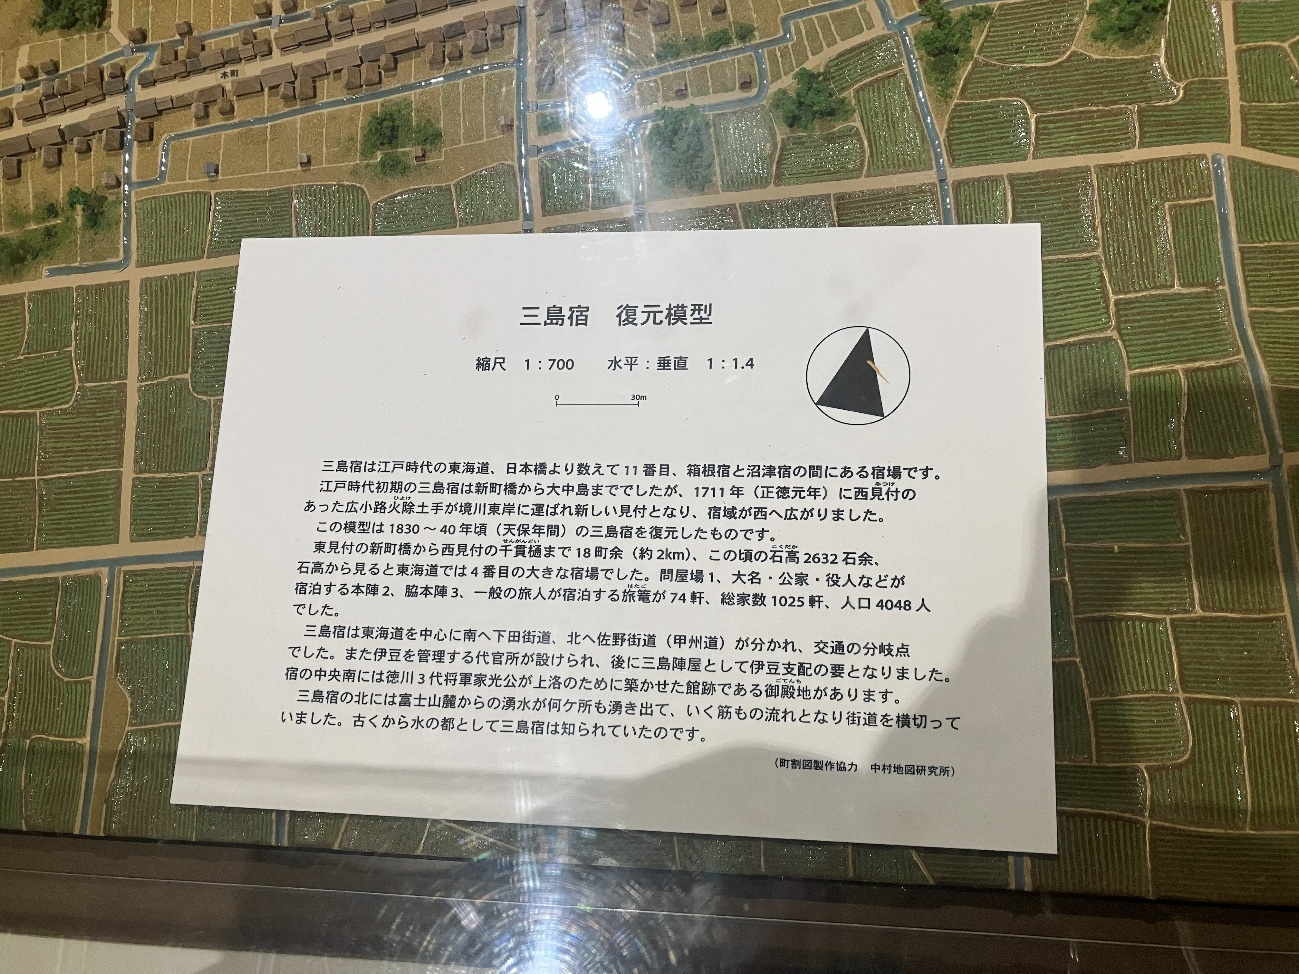 本町
三島宿　復元模型
縮尺　1：700　　水平：垂直　1：1.4
0 30m
三島宿は江戸時代の東海道、日本橋より数えて11番目、箱根宿と沼津宿の間にある宿場です。
江戸時代初期の三島宿は新町橋から大中島まででしたが、1711年（正徳元年）に西見付の
あった広小路火除土手が境川東岸に運ばれ新しい見付となり、宿域が西へ広がりました。
この模型は1830～40年頃（天保年間）の三島宿を復元したものです。
東見付の新町橋から西見付の千貫樋まで18町余（約2km）、この頃の石高2632石余、
石高から見ると東海道では4番目の大きな宿場でした。問屋場1、大名・公家・役人などが
宿泊する本陣2、脇本陣3、一般の旅人が宿泊する旅篭が74軒、総家数1025軒、人口4048人
でした。
三島宿は東海道を中心に南へ下田街道、北へ佐野街道（甲州道）が分かれ、交通の分岐点
でした。また伊豆を管理する代官所が設けられ、後に三島陣屋として伊豆支配の要となりました。
宿の中央南には徳川3代将軍家光公が上洛のために築かせた館跡である御殿地があります。
三島宿の北には富士山麓からの湧水が何ケ所も湧き出て、いく筋もの流れとなり街道を横切って
いました。古くから水の都として三島宿は知られていたのです。
（町割図製作協力　中村地図研究所）